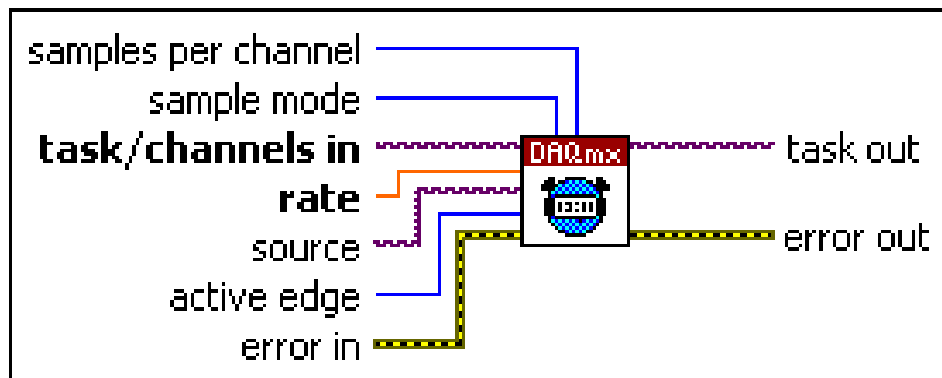 samples per channel
sample mode
task/channels in
rate
source
active edge
error in
DAQmx
task out
error out